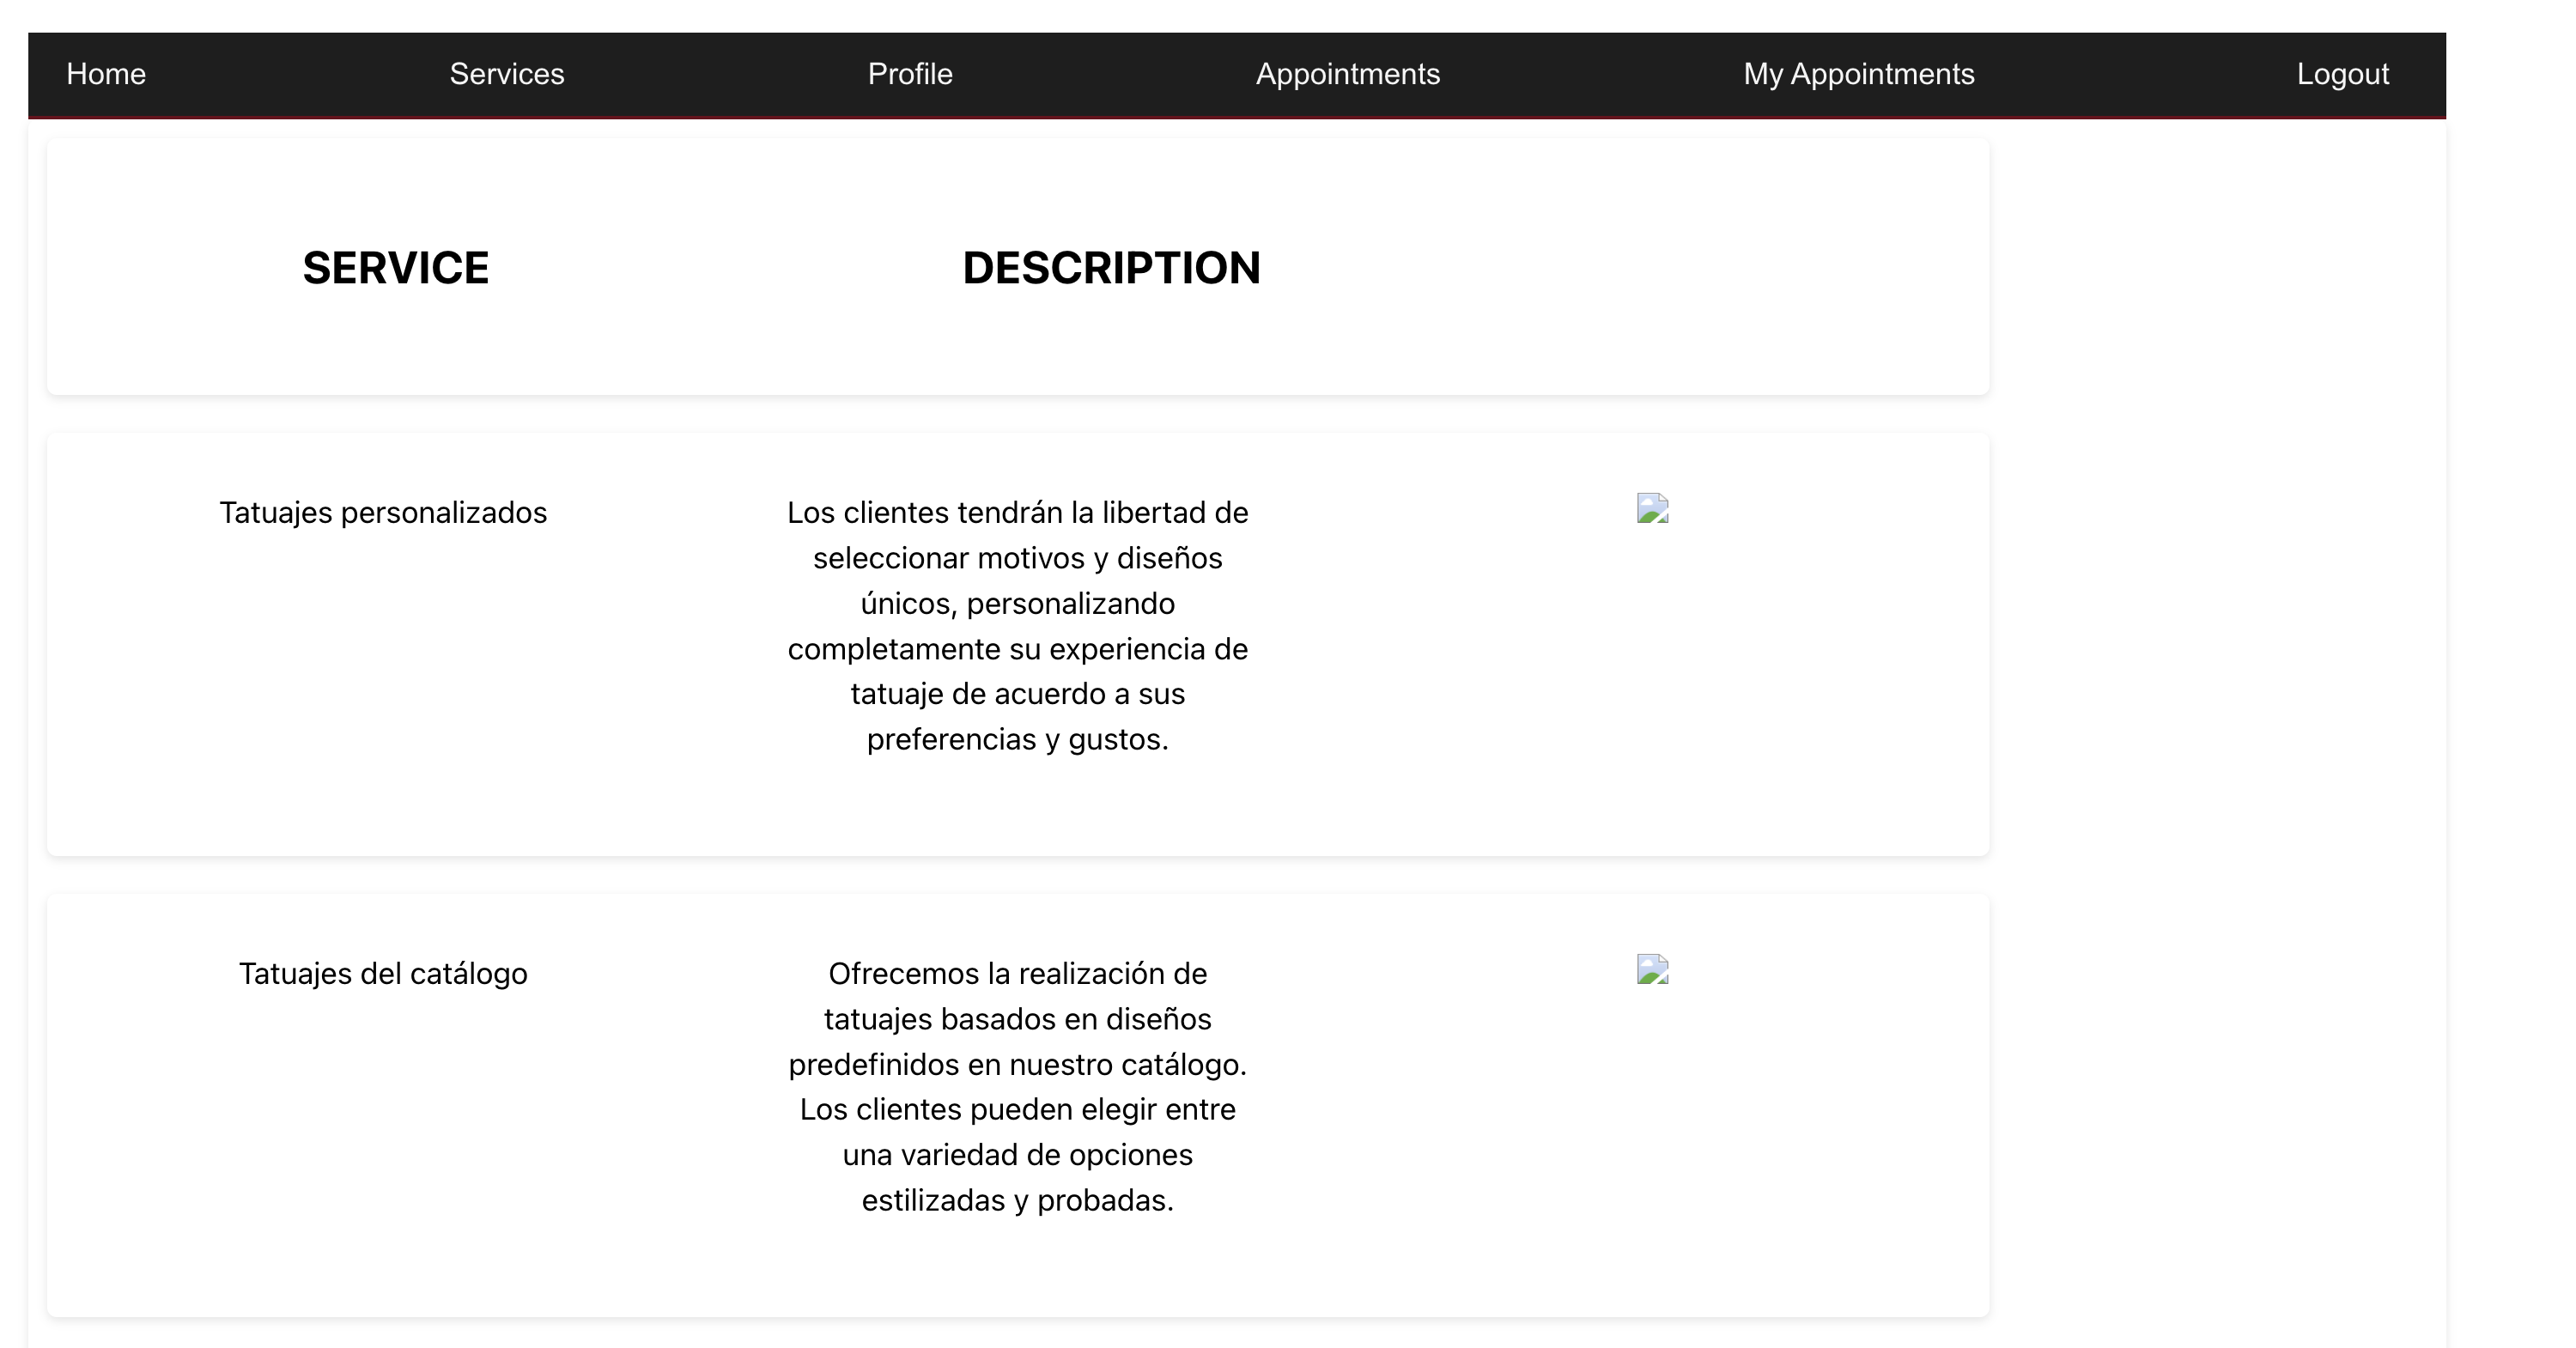 Home Services Profile Appointments My Appointments Logout
SERVICE DESCRIPTION
Tatuajes personalizados
Los clientes tendrán la libertad de
seleccionar motivos y diseños
únicos, personalizando
completamente su experiencia de
tatuaje de acuerdo a sus
preferencias y gustos.
Tatuajes del catálogo
Ofrecemos la realización de
tatuajes basados en diseños
predefinidos en nuestro catálogo.
Los clientes pueden elegir entre
una variedad de opciones
estilizadas y probadas.